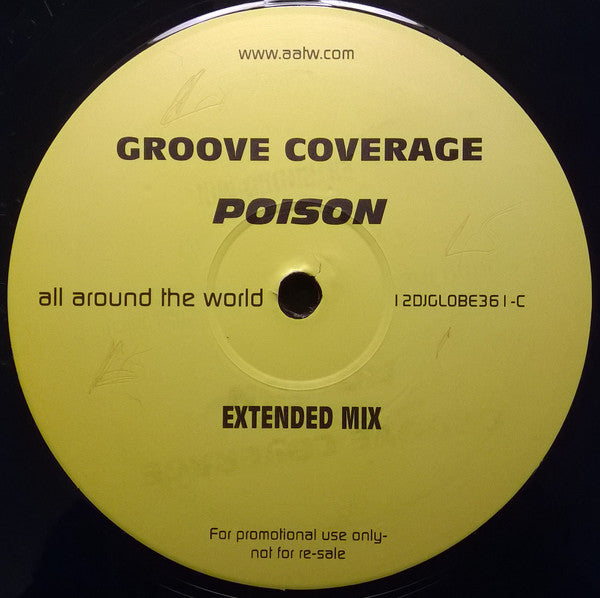 www.aatw.com
GROOVE COVERAGE
POISON
all around the world 12DJGLOBE361-C
EXTENDED MIX
For promotional use only-
not for re-sale